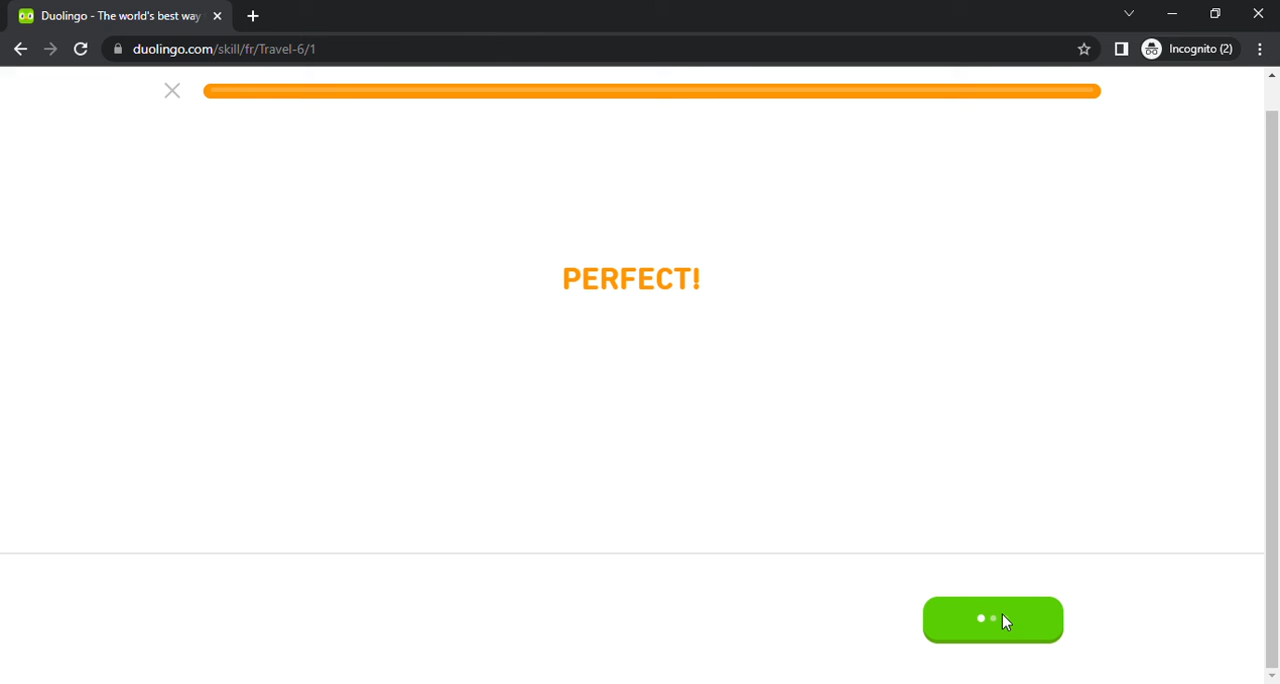 Duolingo - The world's best way
duolingo.com/skill/fr/Travel-6/1
Incognito (2)
PERFECT!